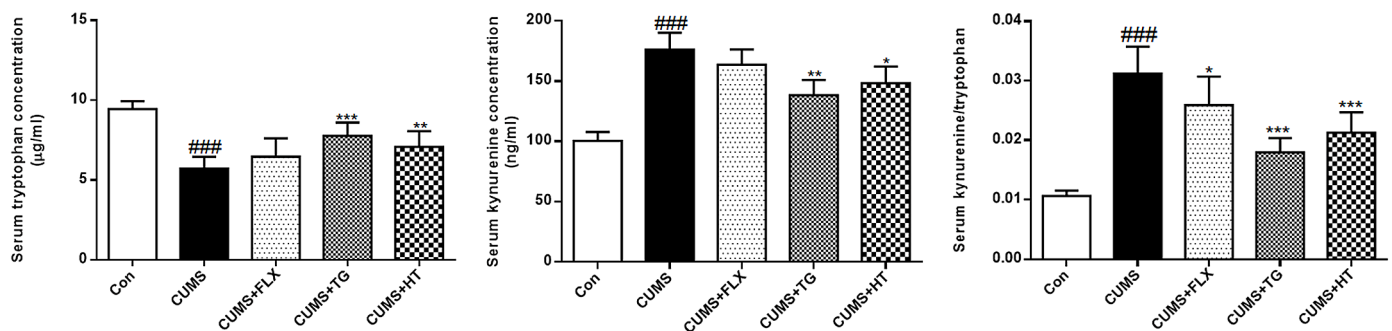 Serum tryptophan concentration
(μg/ml)
15
10
5
0
###
***
**
Con
CUMS
CUMS+FLX
CUMS+TG
CUMS+HT
Serum kynurenine concentration
(ng/ml)
200
150
100
50
0
###
**
*
Con
CUMS
CUMS+FLX
CUMS+TG
CUMS+HT
Serum kynurenine/tryptophan
0.04
0.03
0.02
0.01
0.00
###
*
***
***
Con
CUMS
CUMS+FLX
CUMS+TG
CUMS+HT